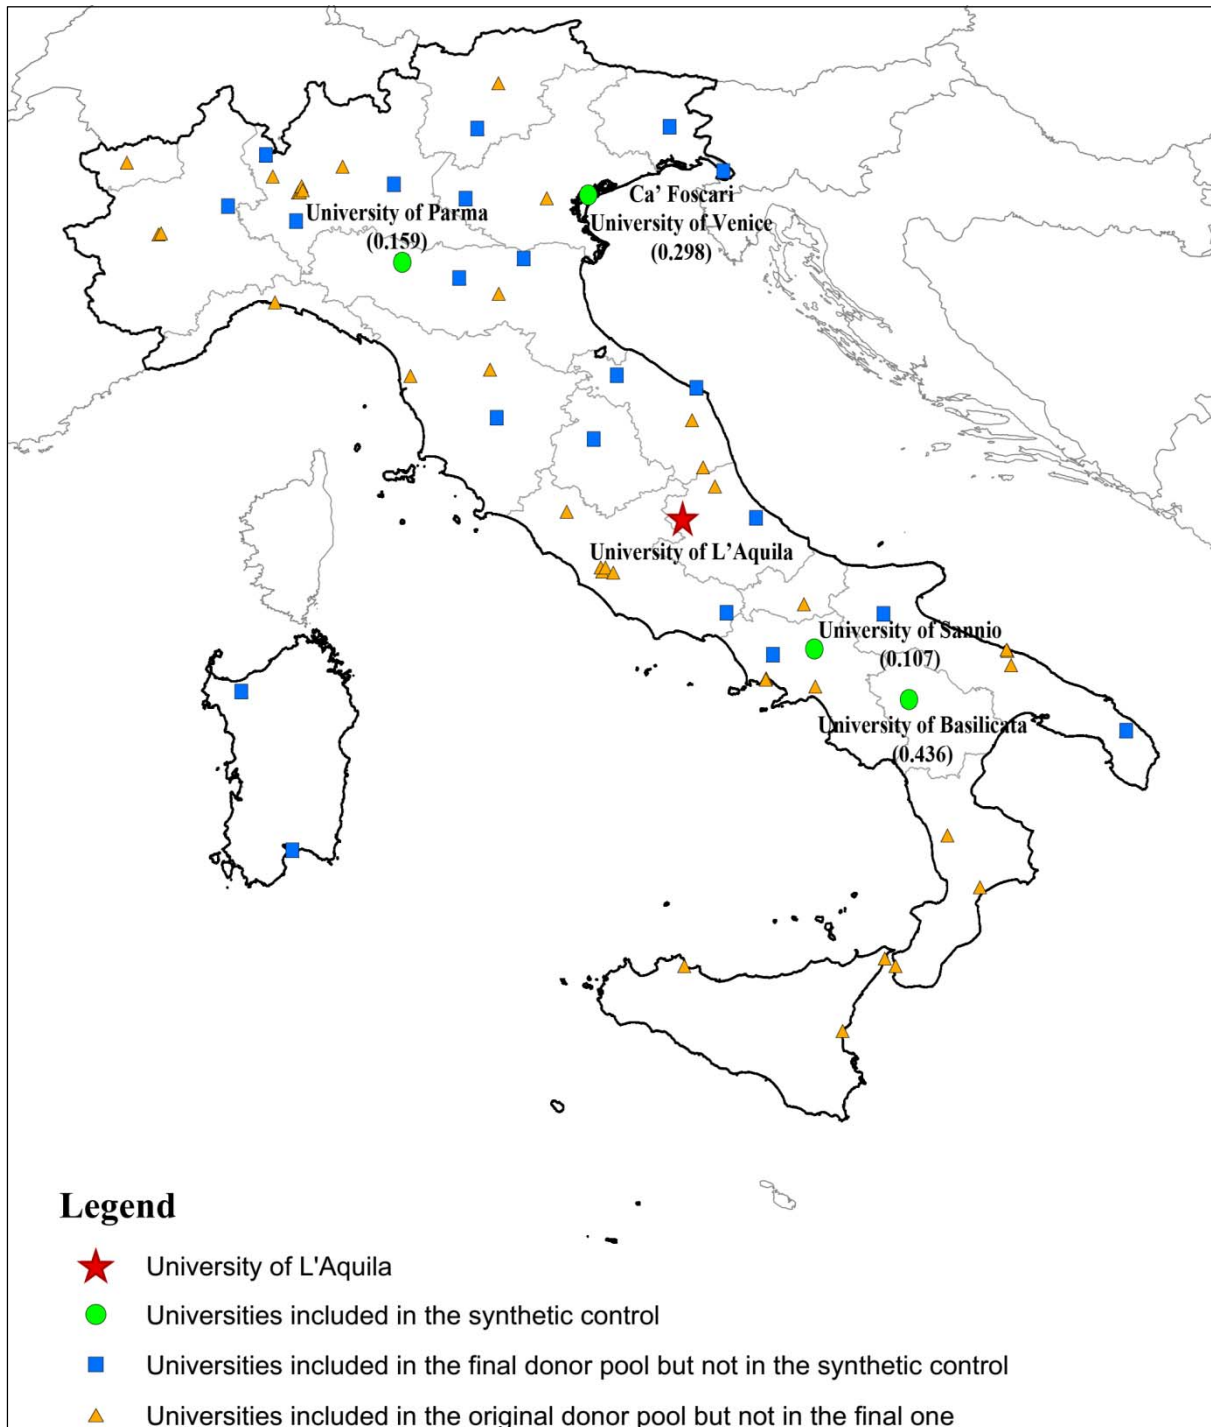 University of Parma
(0.159)
Ca’ Foscari
University of Venice
(0.298)
University of L’Aquila
University of Sannio
(0.107)
University of Basilicata
(0.436)
Legend
University of L'Aquila
Universities included in the synthetic control
Universities included in the final donor pool but not in the synthetic control
Universities included in the original donor pool but not in the final one